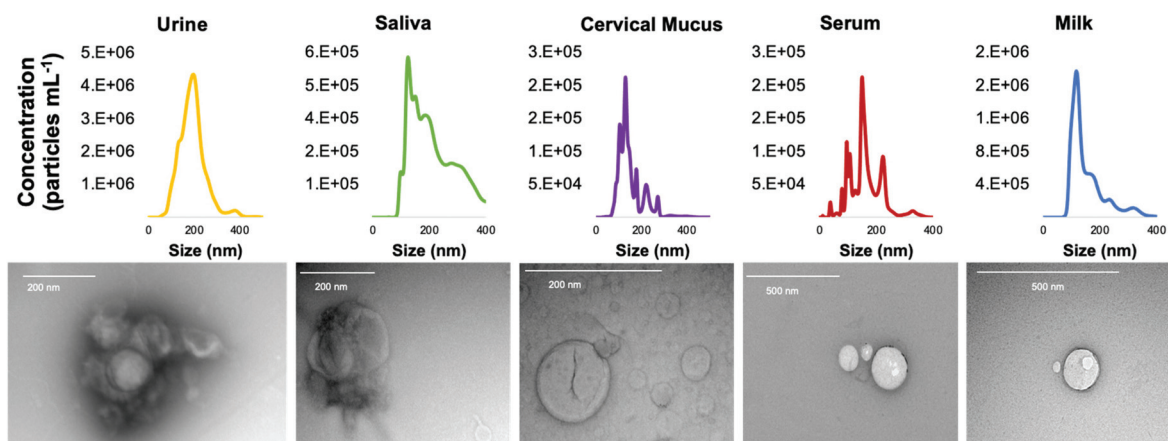 Urine
Saliva
Cervical Mucus
Serum
Milk
Concentration
(particles mL⁻¹)
5.E+06
4.E+06
3.E+06
2.E+06
1.E+06
0 200 400
Size (nm)
6.E+05
5.E+05
4.E+05
2.E+05
1.E+05
0 200 400
Size (nm)
3.E+05
2.E+05
2.E+05
1.E+05
5.E+04
0 200 400
Size (nm)
3.E+05
2.E+05
2.E+05
1.E+05
5.E+04
0 200 400
Size (nm)
2.E+06
2.E+06
1.E+06
8.E+05
4.E+05
0 200 400
Size (nm)
200 nm
200 nm
200 nm
500 nm
500 nm